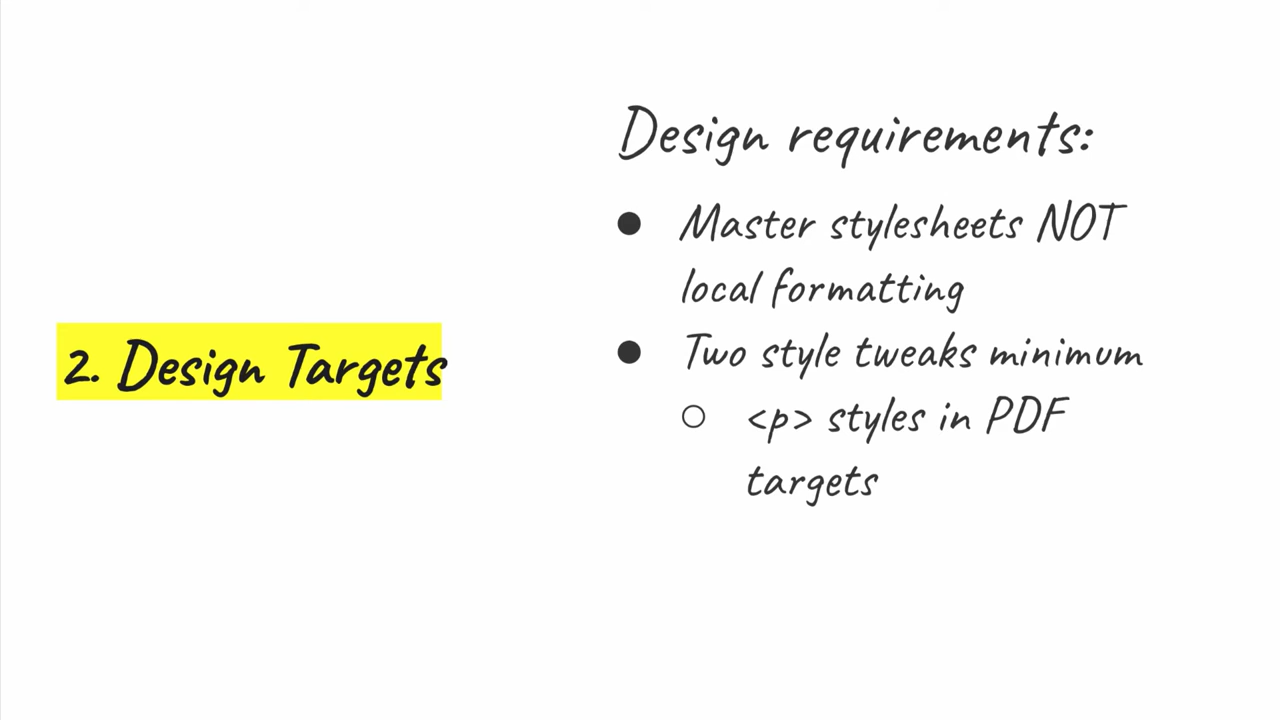 2. Design Targets
Design requirements:
● Master stylesheets NOT
local formatting
● Two style tweaks minimum
○ <p> styles in PDF
targets